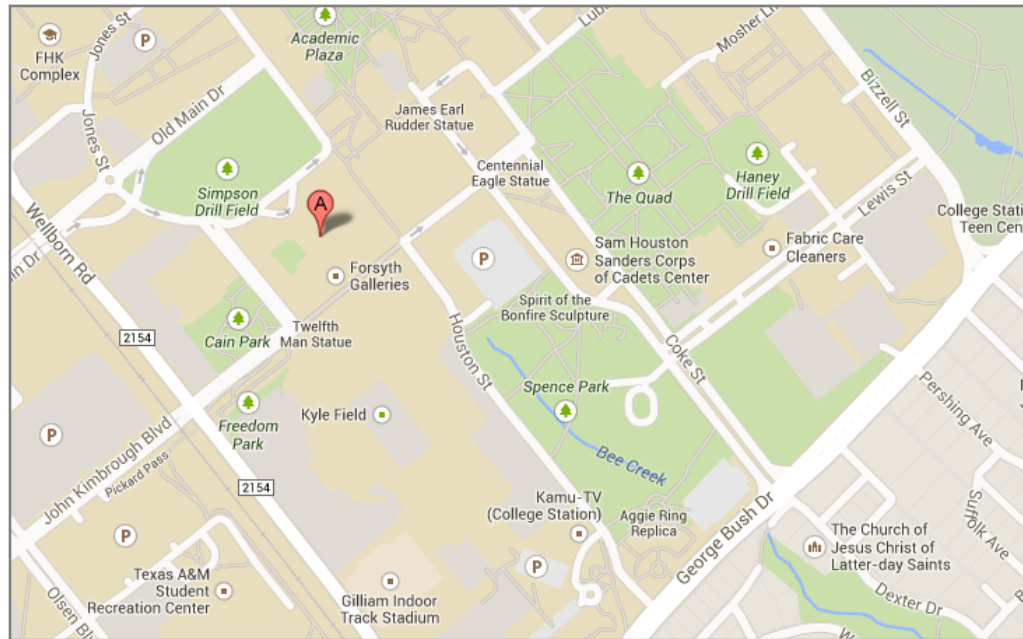 Jones St
P
FHK
Complex
Academic
Plaza
Mosher Ln
Bizzell St
Old Main Dr
Jones St
James Earl
Rudder Statue
Centennial
Eagle Statue
Simpson
Drill Field
A
The Quad
Haney
Drill Field
Lewis St
College
Teen
Wellborn Rd
Dr
Forsyth
Galleries
P
Sam Houston
Sanders Corps
of Cadets Center
Fabric Care
Cleaners
Spirit of the
Bonfire Sculpture
2154
Cain Park
Twelfth
Man Statue
Houston St
Coke St
Spence Park
Pershing Ave
Kyle Field
Freedom
Park
P
John Kimbrough Blvd
Pickard Pass
Bee Creek
2154
Kamu-TV
(College Station)
Aggie Ring
Replica
George Bush Dr
Suffolk Ave
P
P
The Church of
Jesus Christ of
Latter-day Saints
Texas A&M
Student
Recreation Center
Gilliam Indoor
Track Stadium
Dexter Dr
Olsen